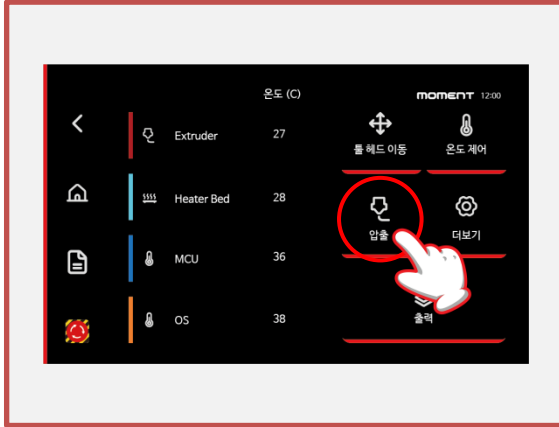 온도 (C)
moment 12:00
Extruder 27
툴 헤드 이동 온도 제어
Heater Bed 28
압출 더보기
MCU 36
OS 38
출력